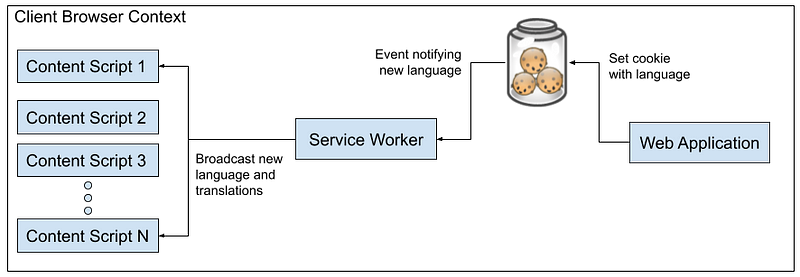 Client Browser Context
Content Script 1
Content Script 2
Content Script 3
Content Script N
Broadcast new
language and
translations
Service Worker
Event notifying
new language
Set cookie
with language
Web Application